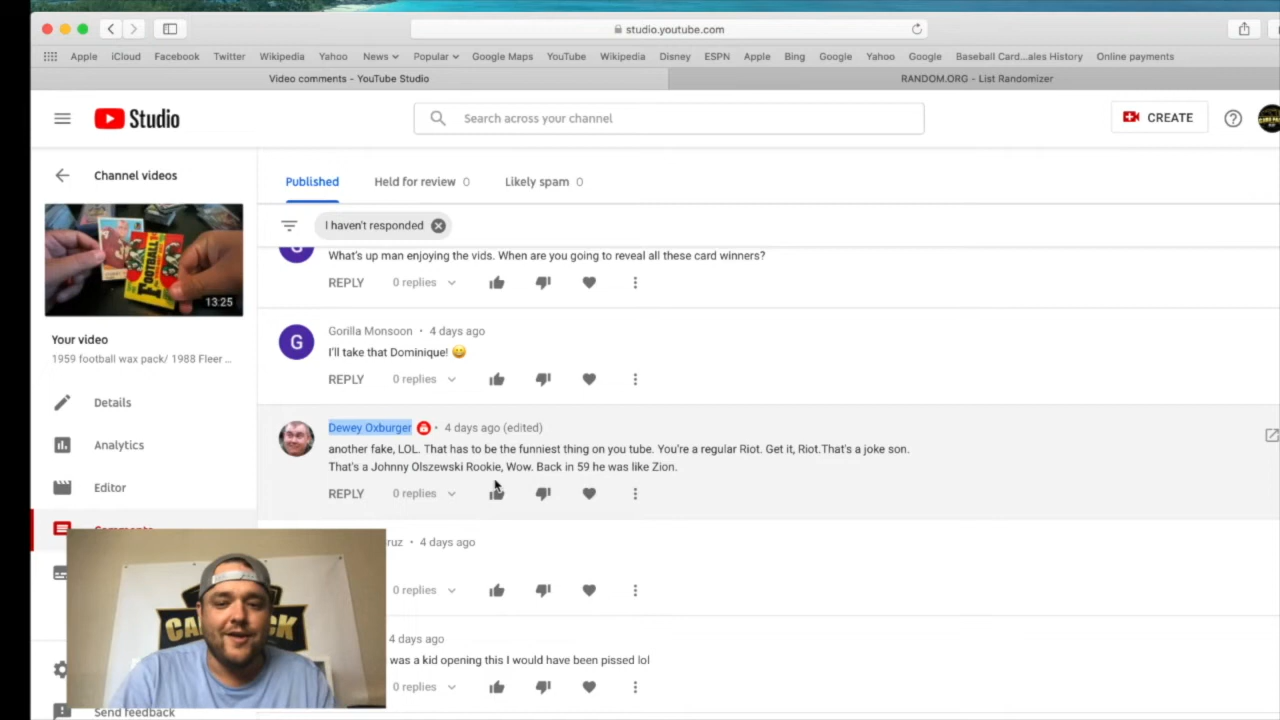 studio.youtube.com
Apple iCloud Facebook Twitter Wikipedia Yahoo News Popular Google Maps YouTube Wikipedia Disney ESPN Apple Bing Google Yahoo Google Baseball Card...ales History Online payments
Video comments - YouTube Studio RANDOM.ORG - List Randomizer
Studio
Search across your channel
CREATE
Channel videos
Published Held for review 0 Likely spam 0
I haven't responded
FOOTBALL
13:25
Your video
1959 football wax pack/ 1988 Fleer ...
Details
Analytics
Editor
Comments
Send feedback
G
What's up man enjoying the vids. When are you going to reveal all these card winners?
REPLY 0 replies
G
Gorilla Monsoon • 4 days ago
I'll take that Dominique! 😀
REPLY 0 replies
Dewey Oxburger • 4 days ago (edited)
another fake, LOL. That has to be the funniest thing on you tube. You're a regular Riot. Get it, Riot.That's a joke son.
That's a Johnny Olszewski Rookie, Wow. Back in 59 he was like Zion.
REPLY 0 replies
ruz • 4 days ago
0 replies
4 days ago
was a kid opening this I would have been pissed lol
0 replies